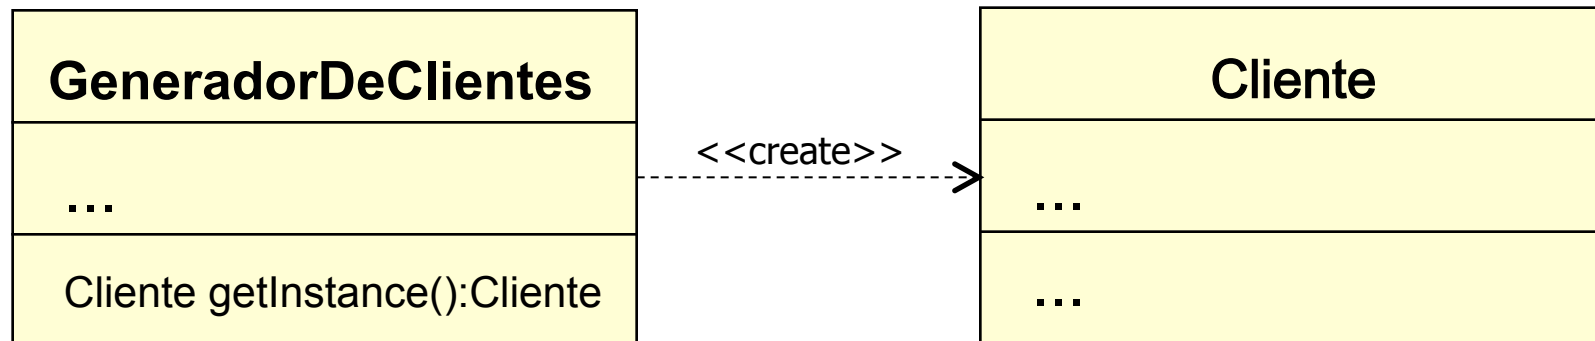 GeneradorDeClientes
...
Cliente getInstance():Cliente
<<create>>
Cliente
...
...